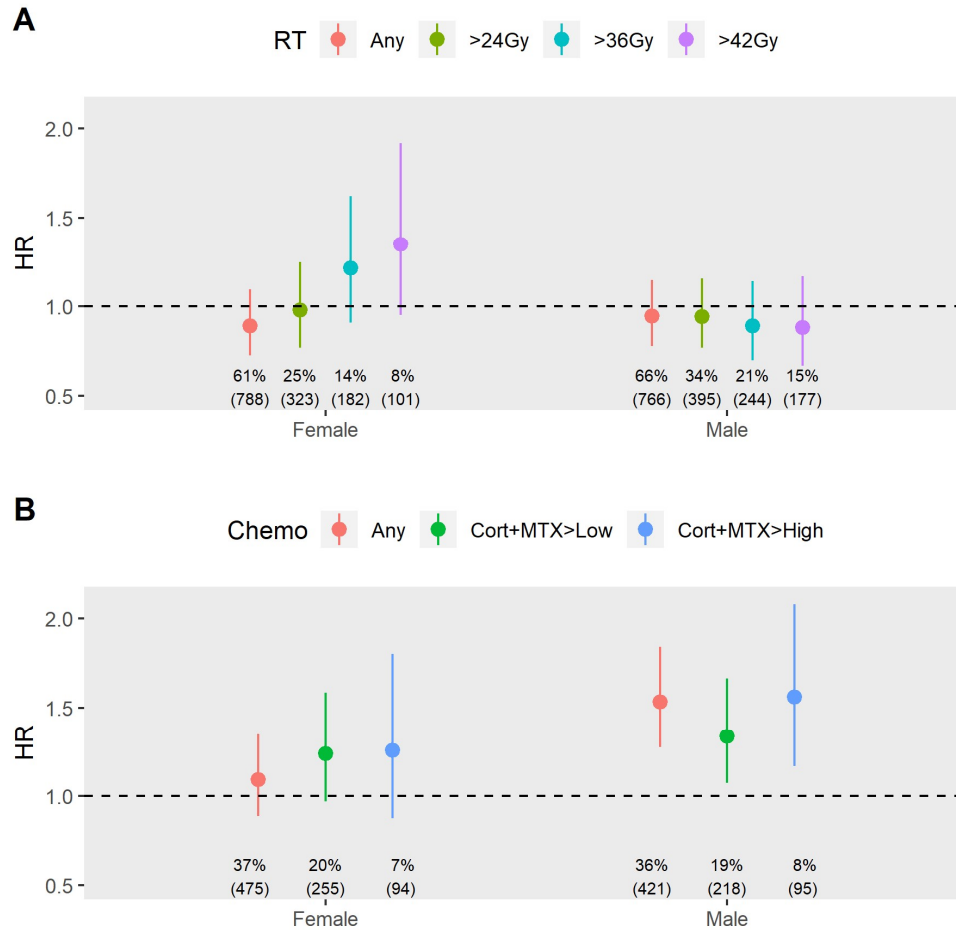 A
RT Any >24Gy >36Gy >42Gy
2.0
1.5
1.0
0.5
HR
61% 25% 14% 8% 66% 34% 21% 15%
(788) (323) (182) (101) (766) (395) (244) (177)
Female Male
B
Chemo Any Cort+MTX>Low Cort+MTX>High
2.0
1.5
1.0
0.5
HR
37% 20% 7% 36% 19% 8%
(475) (255) (94) (421) (218) (95)
Female Male